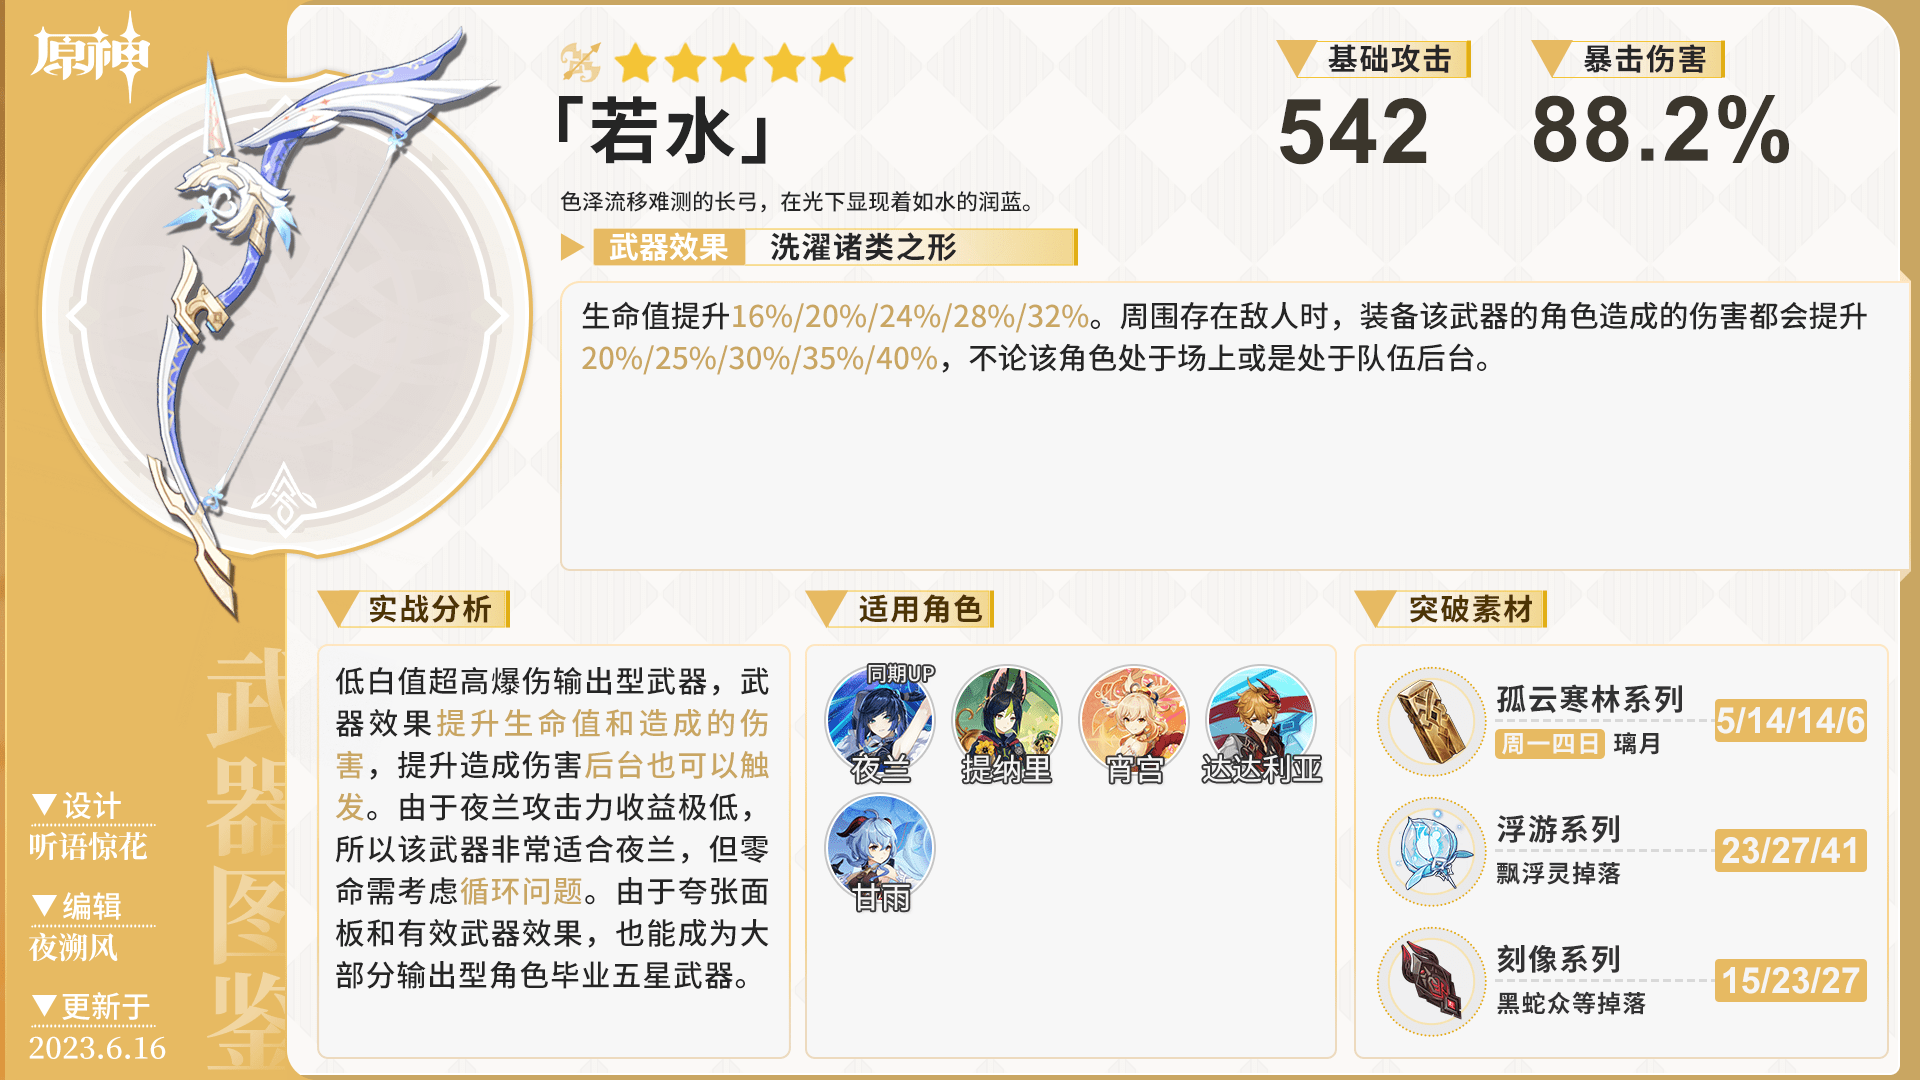 原神
「若水」
基础攻击
542
暴击伤害
88.2%
色泽流移难测的长弓，在光下显现着如水的润蓝。
武器效果 洗濯诸类之形
生命值提升16%/20%/24%/28%/32%。周围存在敌人时，装备该武器的角色造成的伤害都会提升
20%/25%/30%/35%/40%，不论该角色处于场上或是处于队伍后台。
实战分析
低白值超高爆伤输出型武器，武
器效果提升生命值和造成的伤
害，提升造成伤害后台也可以触
发。由于夜兰攻击力收益极低，
所以该武器非常适合夜兰，但零
命需考虑循环问题。由于夸张面
板和有效武器效果，也能成为大
部分输出型角色毕业五星武器。
适用角色
同期UP
夜兰
提纳里
宵宫
达达利亚
甘雨
突破素材
孤云寒林系列
周一四日 璃月
5/14/14/6
浮游系列
飘浮灵掉落
23/27/41
刻像系列
黑蛇众等掉落
15/23/27
武器图鉴
▼设计
听语惊花
▼编辑
夜溯风
▼更新于
2023.6.16